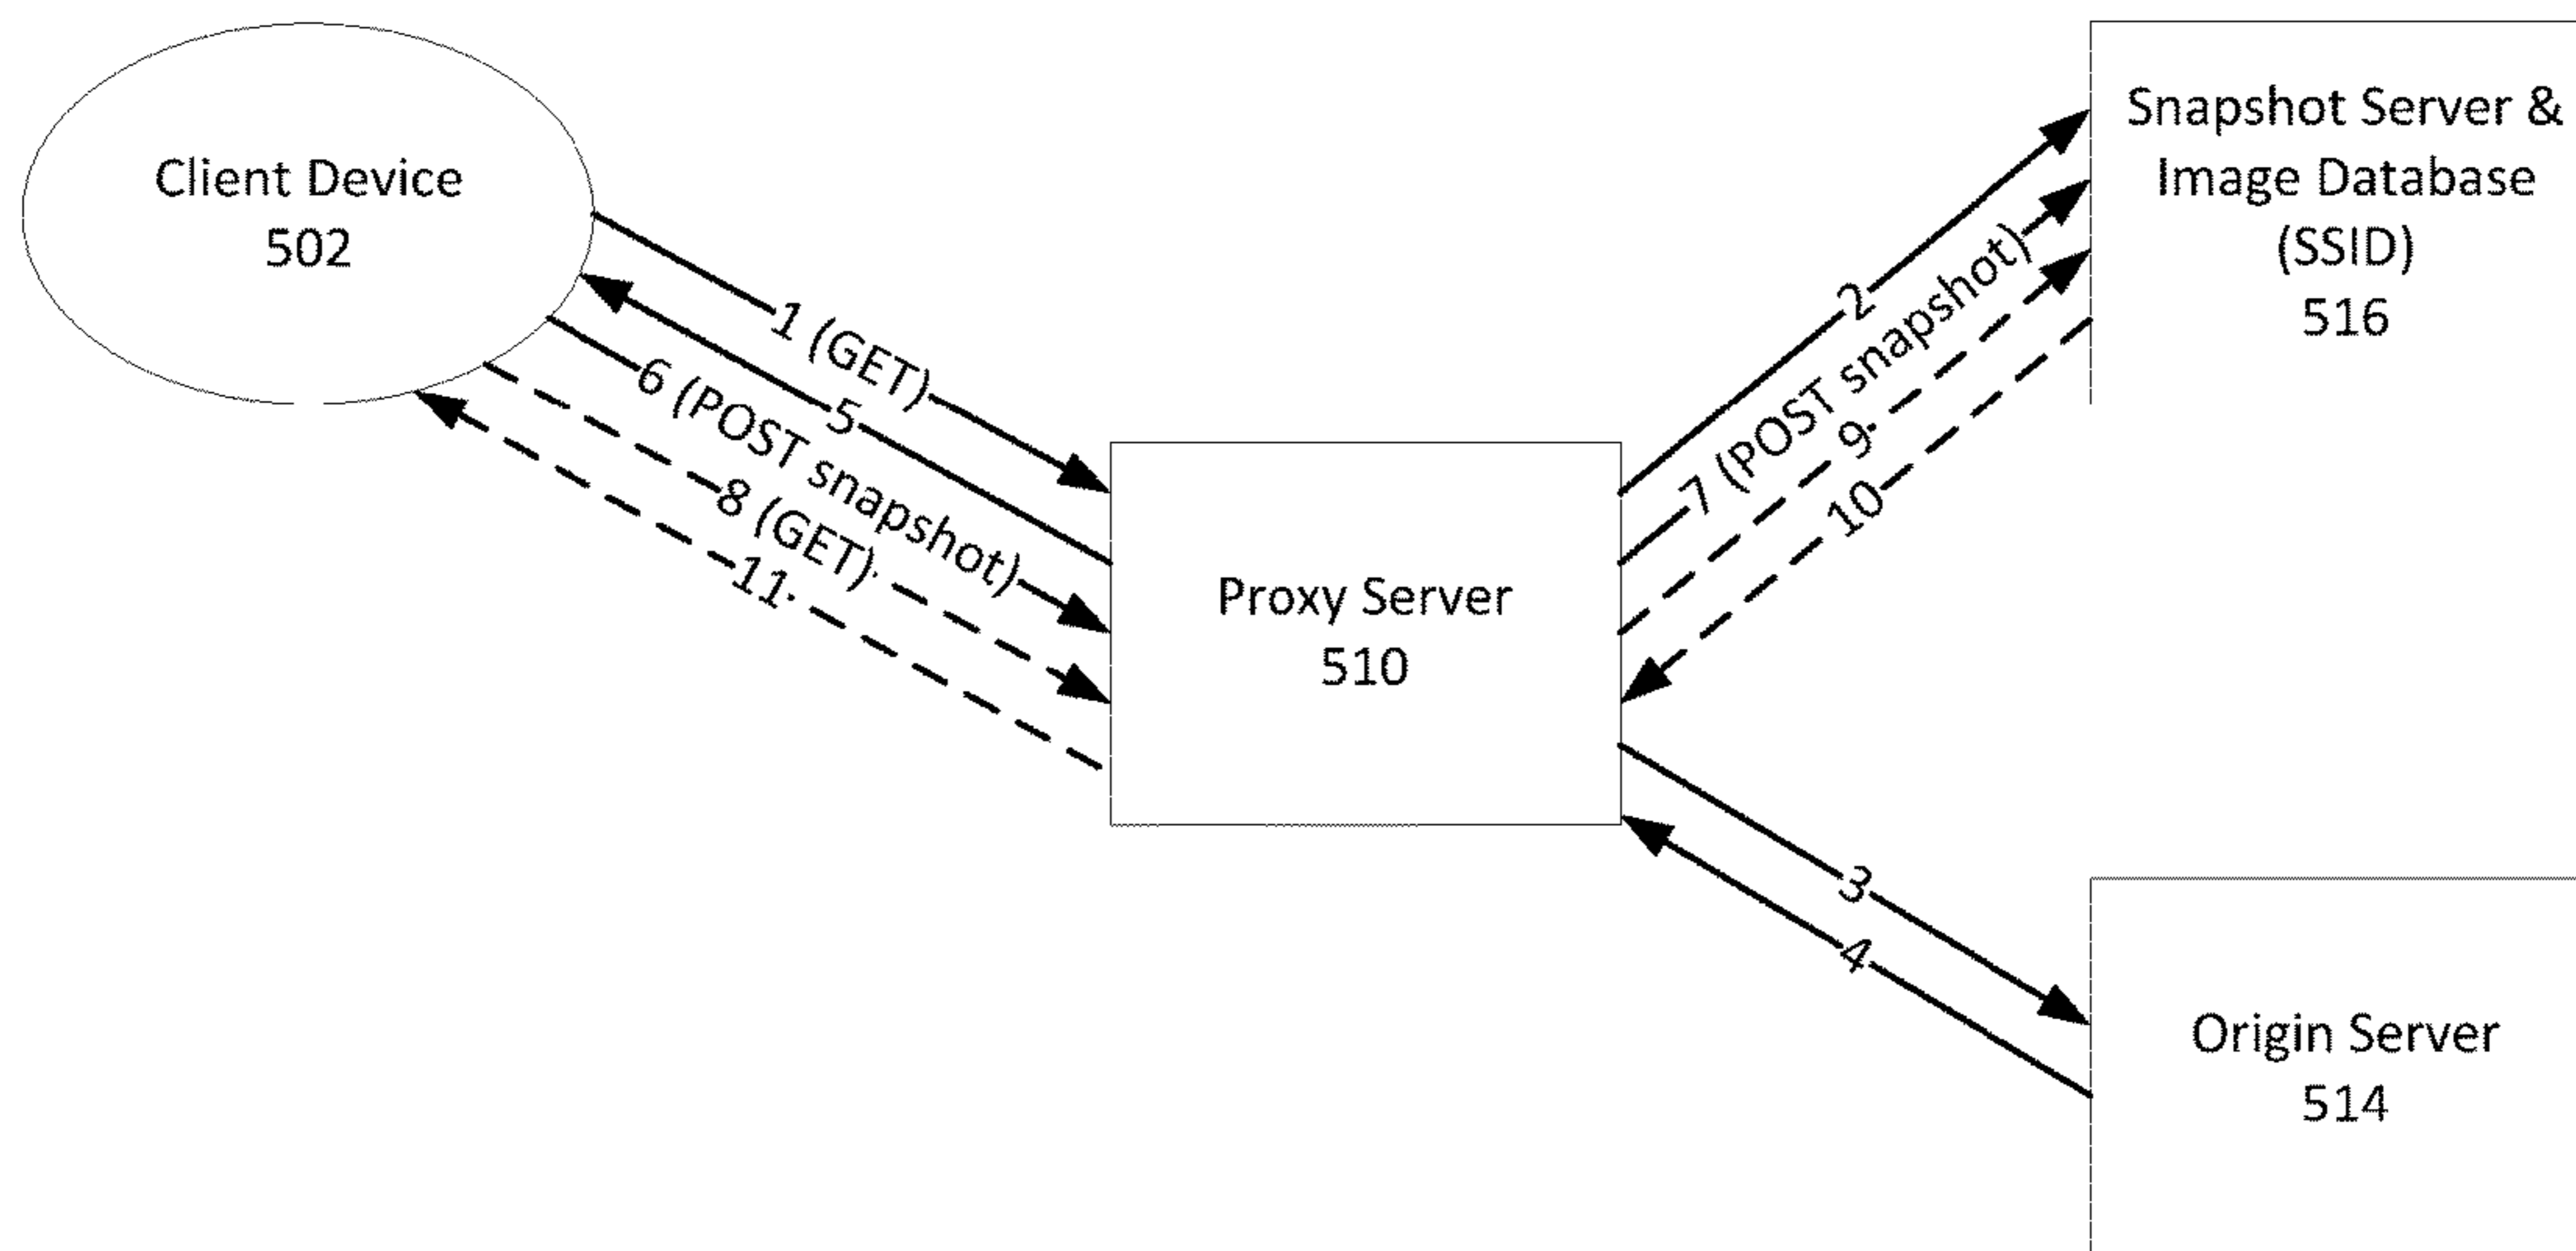 Client Device
502
1 (GET)
5
6 (POST snapshot)
8 (GET)
11
Proxy Server
510
2
7 (POST snapshot)
9
10
Snapshot Server &
Image Database
(SSID)
516
3
4
Origin Server
514